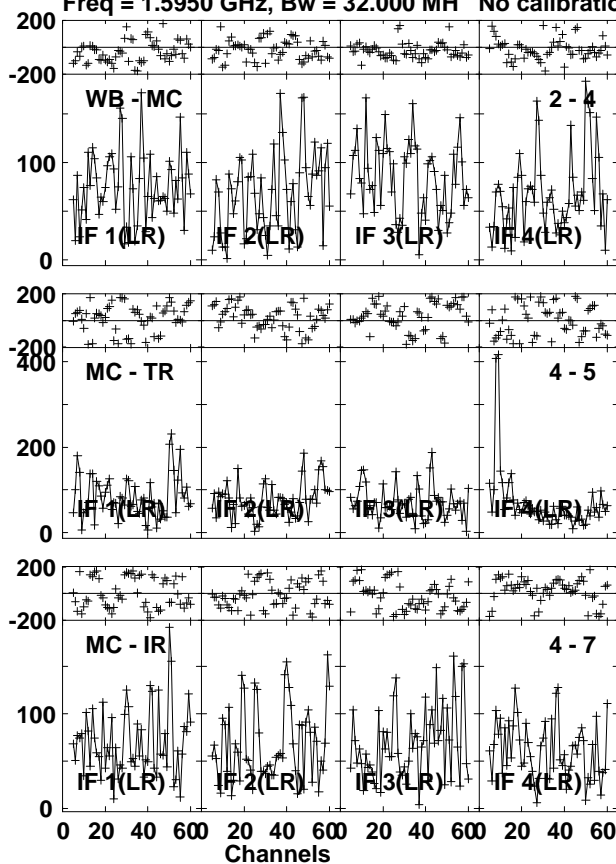 Freq = 1.5950 GHz, Bw = 32.000 MH No calibratio
200
-200
WB - MC 2 - 4
100
IF 1(LR) IF 2(LR) IF 3(LR) IF 4(LR)
0
200
-200
400
MC - TR 4 - 5
200
IF 1(LR) IF 2(LR) IF 3(LR) IF 4(LR)
0
200
-200
MC - IR 4 - 7
100
IF 1(LR) IF 2(LR) IF 3(LR) IF 4(LR)
0
0 20 40 60 0 20 40 60 0 20 40 60 0 20 40 60
Channels